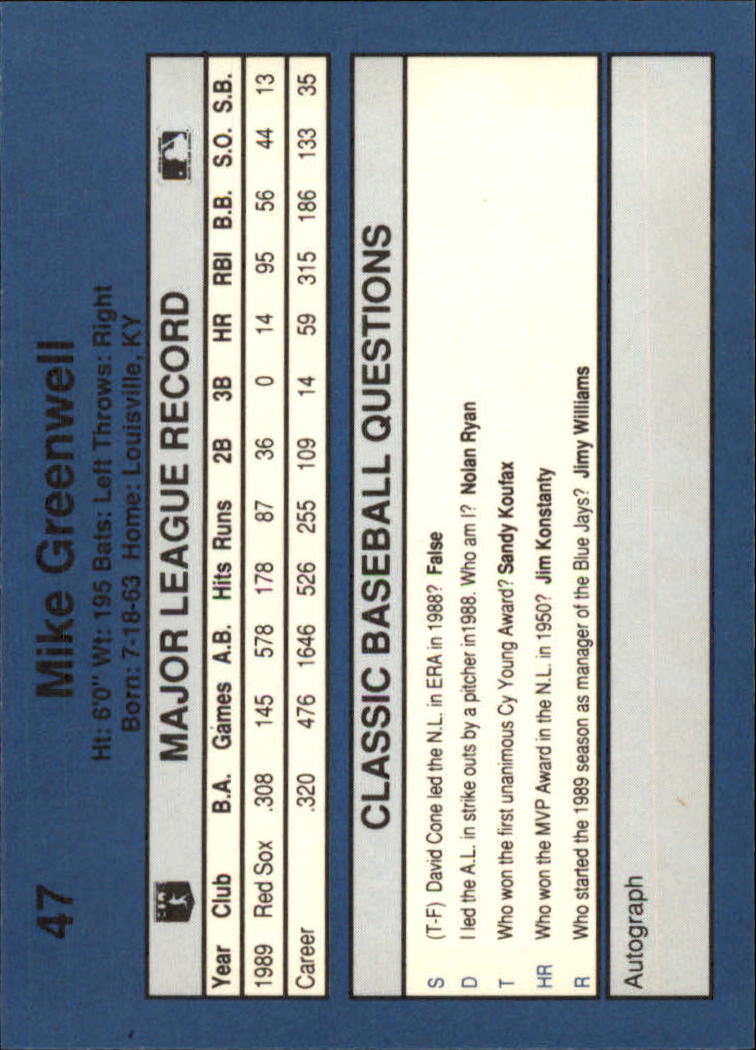 47 Mike Greenwell
Ht: 6'0" Wt: 195 Bats: Left Throws: Right
Born: 7-18-63 Home: Louisville, KY
MAJOR LEAGUE RECORD
Year Club B.A. Games A.B. Hits Runs 2B 3B HR RBI B.B. S.O. S.B.
1989 Red Sox .308 145 578 178 87 36 0 14 95 56 44 13
Career .320 476 1646 526 255 109 14 59 315 186 133 35
CLASSIC BASEBALL QUESTIONS
S (T-F) David Cone led the N.L. in ERA in 1988? False
D I led the A.L. in strike outs by a pitcher in1988. Who am I? Nolan Ryan
T Who won the first unanimous Cy Young Award? Sandy Koufax
HR Who won the MVP Award in the N.L. in 1950? Jim Konstanty
R Who started the 1989 season as manager of the Blue Jays? Jimy Williams
Autograph